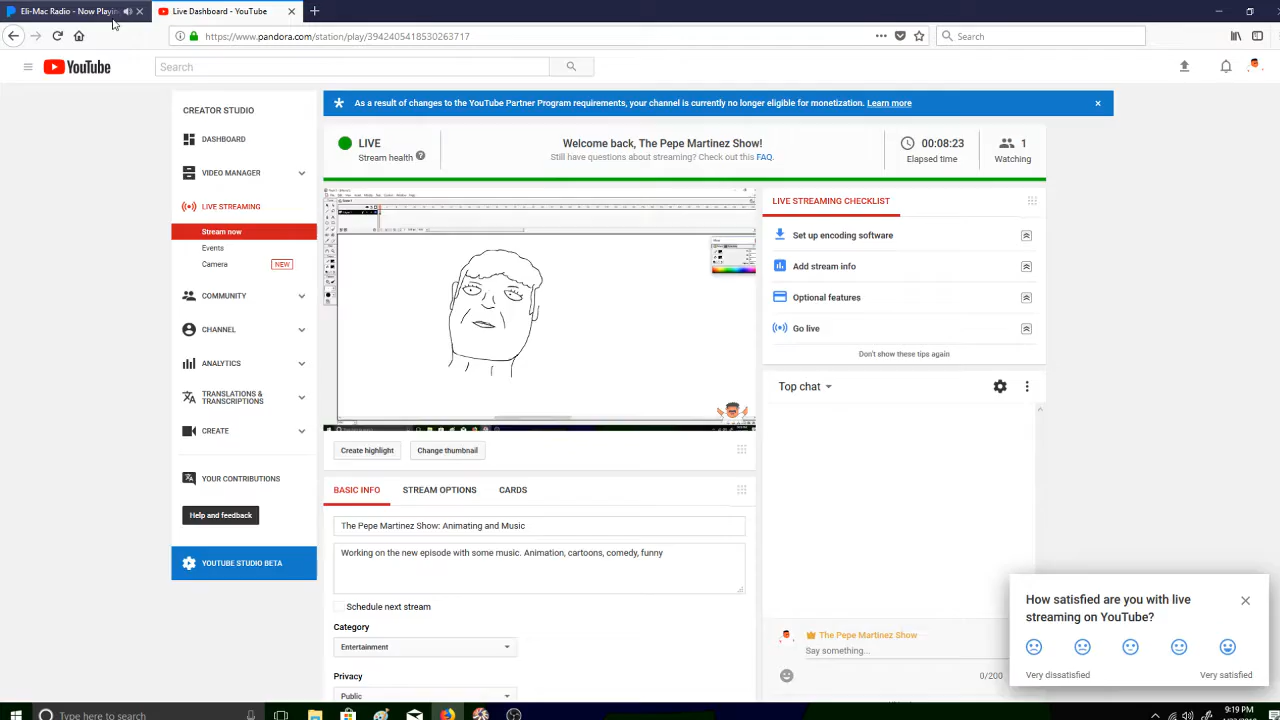 Eli-Mac Radio - Now Playing
Live Dashboard - YouTube
https://www.pandora.com/station/play/3942405418530263717
Search
YouTube
Search
CREATOR STUDIO
DASHBOARD
VIDEO MANAGER
LIVE STREAMING
Stream now
Events
Camera
NEW
COMMUNITY
CHANNEL
ANALYTICS
TRANSLATIONS &
TRANSCRIPTIONS
CREATE
YOUR CONTRIBUTIONS
Help and feedback
YOUTUBE STUDIO BETA
As a result of changes to the YouTube Partner Program requirements, your channel is currently no longer eligible for monetization. Learn more
LIVE
Stream health
Welcome back, The Pepe Martinez Show!
Still have questions about streaming? Check out this FAQ.
00:08:23
Elapsed time
1
Watching
Create highlight
Change thumbnail
BASIC INFO
STREAM OPTIONS
CARDS
The Pepe Martinez Show: Animating and Music
Working on the new episode with some music. Animation, cartoons, comedy, funny
Schedule next stream
Category
Entertainment
Privacy
Public
LIVE STREAMING CHECKLIST
Set up encoding software
Add stream info
Optional features
Go live
Don't show these tips again
Top chat
The Pepe Martinez Show
Say something...
0/200
How satisfied are you with live
streaming on YouTube?
Very dissatisfied
Very satisfied
Type here to search
9:19 PM